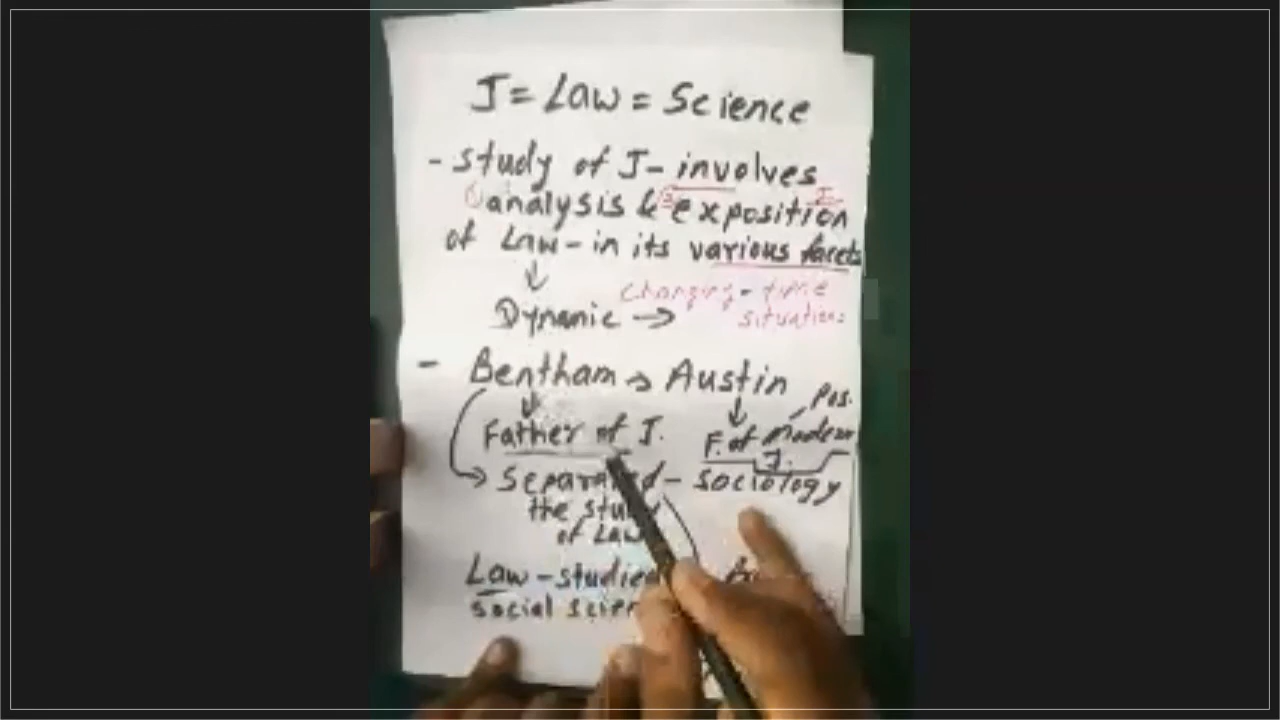 J = Law = Science
- study of J - involves
analysis & exposition
of Law - in its various facets
Dynamic → Changing - time
situations
- Bentham → Austin
pos.
Father of J. F. of Modern
J.
Separated - sociology
the study
of Law
Law - studied
social